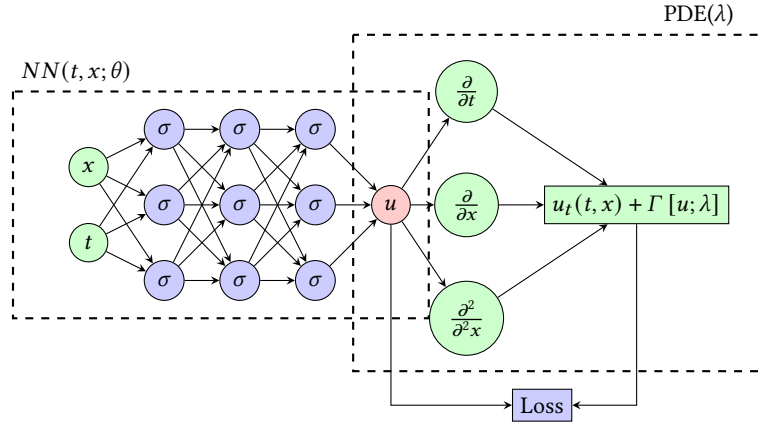 PDE(λ)
NN(t, x; θ)
∂/∂t
σ σ σ
x
σ σ σ
u
∂/∂x
u_t(t, x) + Γ [u; λ]
t
σ σ σ
∂²/∂²x
Loss